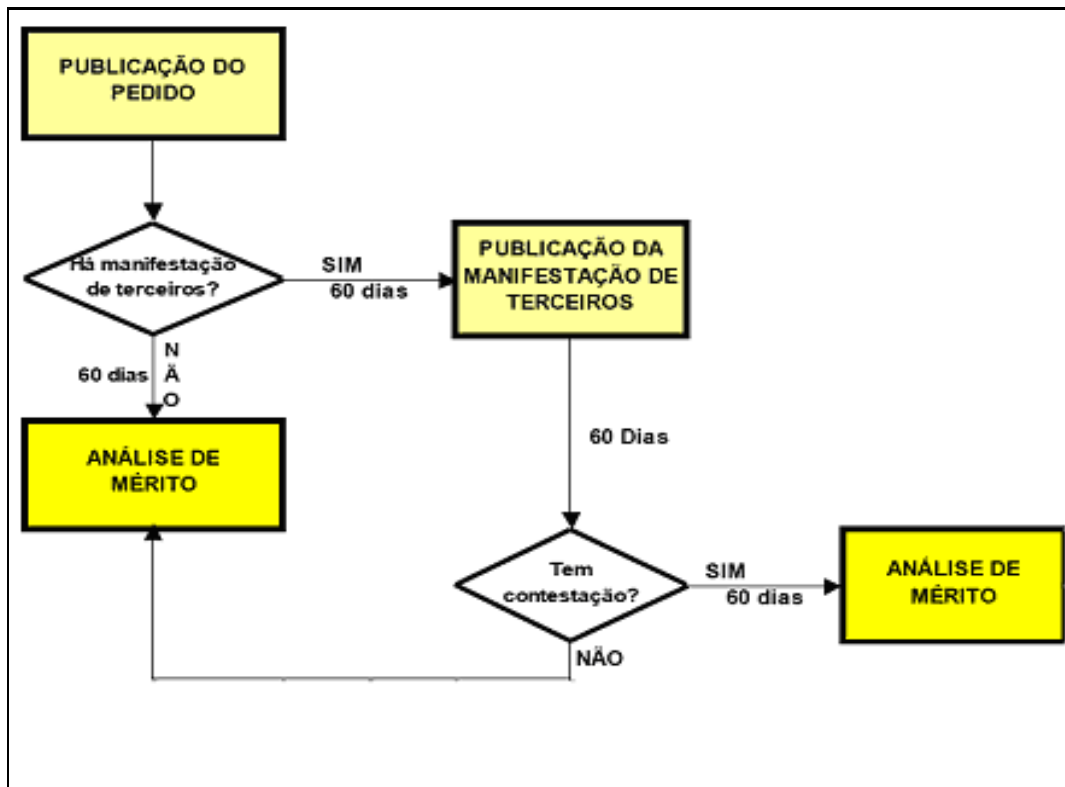 PUBLICAÇÃO DO
PEDIDO
Há manifestação
de terceiros?
SIM
60 dias
PUBLICAÇÃO DA
MANIFESTAÇÃO DE
TERCEIROS
60 dias
N
Ã
O
ANÁLISE DE
MÉRITO
60 Dias
Tem
contestação?
SIM
60 dias
ANÁLISE DE
MÉRITO
NÃO